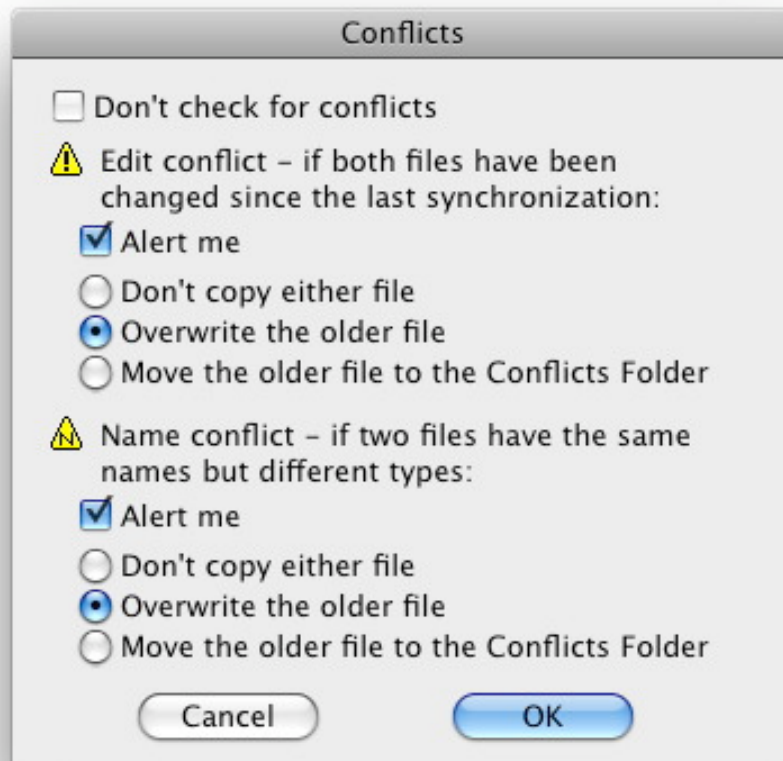 Conflicts
Don't check for conflicts
Edit conflict – if both files have been
changed since the last synchronization:
Alert me
Don't copy either file
Overwrite the older file
Move the older file to the Conflicts Folder
N
Name conflict – if two files have the same
names but different types:
Alert me
Don't copy either file
Overwrite the older file
Move the older file to the Conflicts Folder
Cancel OK